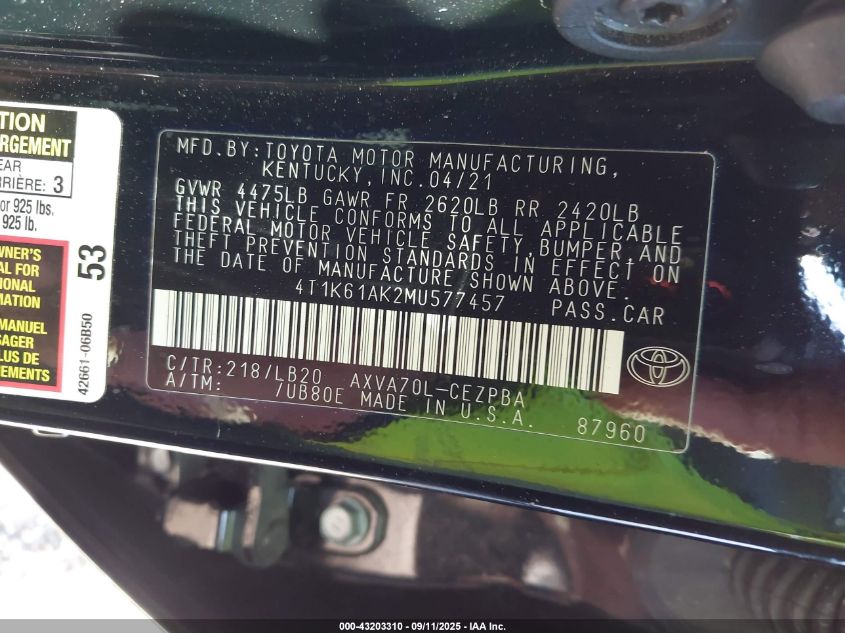 TION
RGEMENT
EAR
RRIÈRE: 3
or 925 lbs.
925 lb.
WNER'S
AL FOR
IONAL
MATION
MANUEL
SAGER
LUS DE
EMENTS
53
42661-06B50
MFD.BY:TOYOTA MOTOR MANUFACTURING,
KENTUCKY,INC.04/21
GVWR 4475LB GAWR FR 2620LB RR 2420LB
THIS VEHICLE CONFORMS TO ALL APPLICABLE
FEDERAL MOTOR VEHICLE SAFETY,BUMPER,AND
THEFT PREVENTION STANDARDS IN EFFECT ON
THE DATE OF MANUFACTURE SHOWN ABOVE.
4T1K61AK2MU577457 PASS.CAR
C/TR:218/LB20 AXVA70L-CEZPBA
A/TM: /UB80E MADE IN U.S.A.
87960
000-43203310 - 09/11/2025 - IAA Inc.